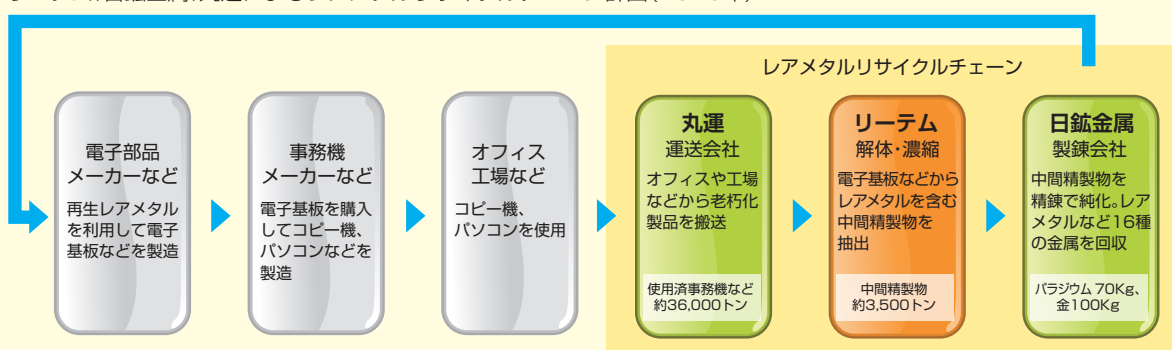 レアメタルリサイクルチェーン
電子部品
メーカーなど
再生レアメタル
を利用して電子
基板などを製造
事務機
メーカーなど
電子基板を購入
してコピー機、
パソコンなどを
製造
オフィス
工場など
コピー機、
パソコンを使用
丸運
運送会社
オフィスや工場
などから老朽化
製品を搬送
使用済事務機など
約36,000トン
リーテム
解体・濃縮
電子基板などから
レアメタルを含む
中間精製物を
抽出
中間精製物
約3,500トン
日鉱金属
製錬会社
中間精製物を
精錬で純化。レア
メタルなど16種
の金属を回収
パラジウム 70Kg、
金100Kg